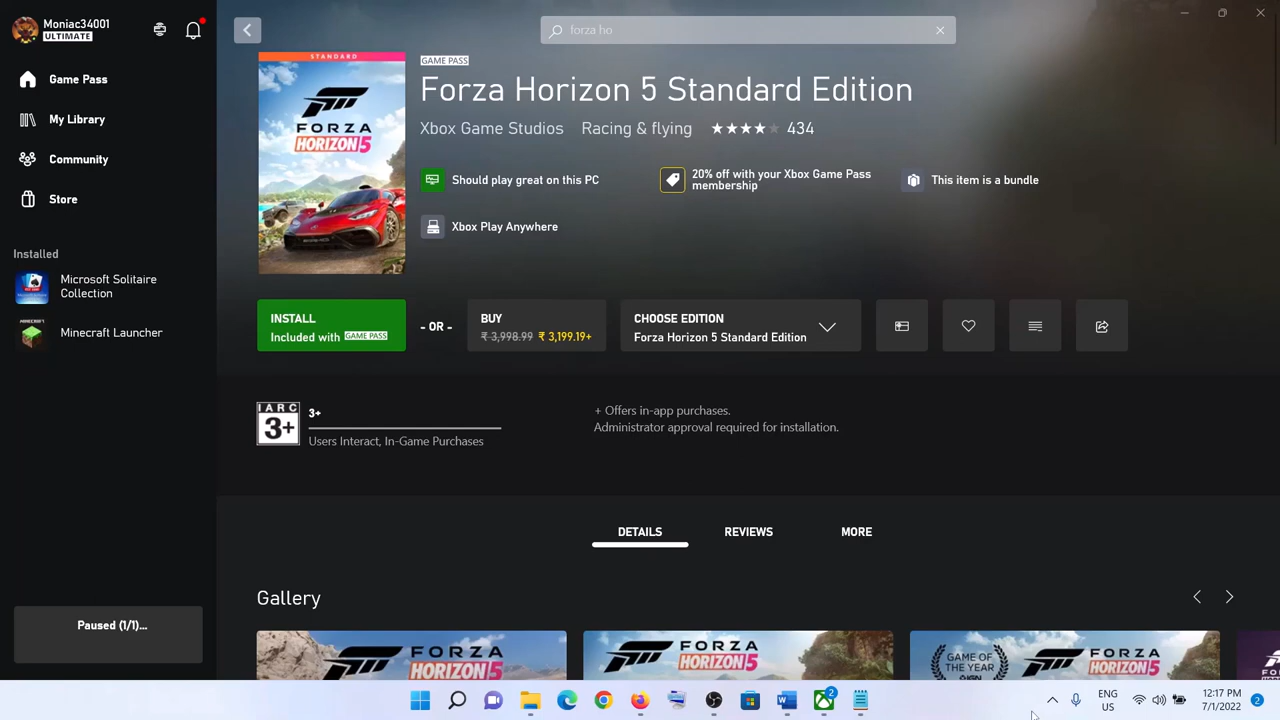 Moniac34001
ULTIMATE
Game Pass
My Library
Community
Store
Installed
Microsoft Solitaire
Collection
Minecraft Launcher
Paused (1/1)...
forza ho
STANDARD
FORZA
HORIZON 5
GAME PASS
Forza Horizon 5 Standard Edition
Xbox Game Studios Racing & flying 434
Should play great on this PC
20% off with your Xbox Game Pass
membership
This item is a bundle
Xbox Play Anywhere
INSTALL
Included with GAME PASS
- OR -
BUY
₹ 3,998.99 ₹ 3,199.19+
CHOOSE EDITION
Forza Horizon 5 Standard Edition
IARC
3+
3+
Users Interact, In-Game Purchases
+ Offers in-app purchases.
Administrator approval required for installation.
DETAILS REVIEWS MORE
Gallery
FORZA
HORIZON 5
FORZA
HORIZON 5
GAME OF
THE YEAR
IGN
FORZA
HORIZON 5
2
ENG
US
12:17 PM
7/1/2022